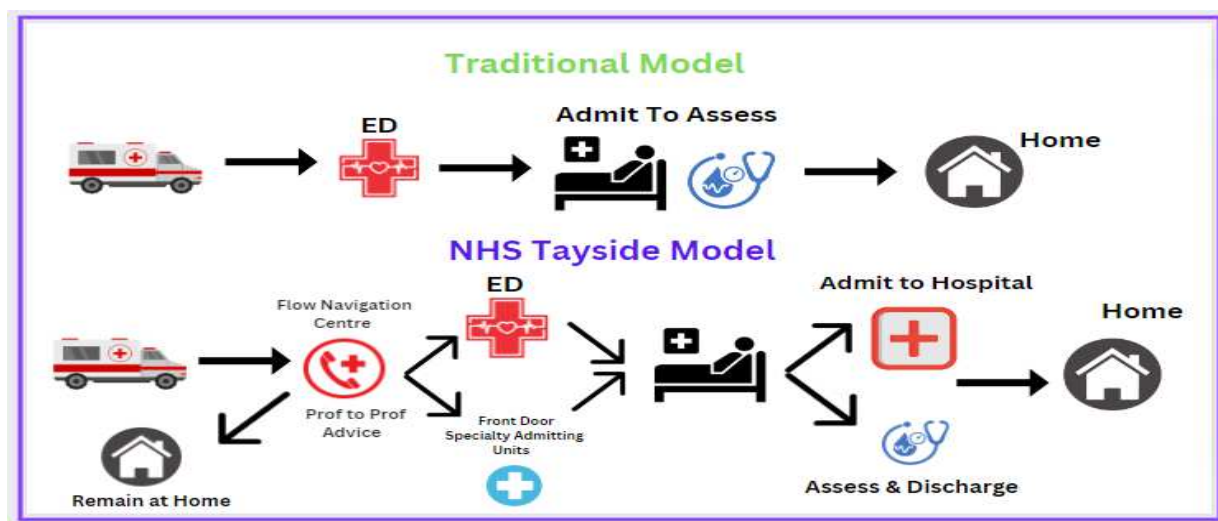 Traditional Model
ED
Admit To Assess
Home
NHS Tayside Model
Flow Navigation
Centre
Prof to Prof
Advice
Remain at Home
ED
Front Door
Specialty Admitting
Units
Admit to Hospital
Assess & Discharge
Home